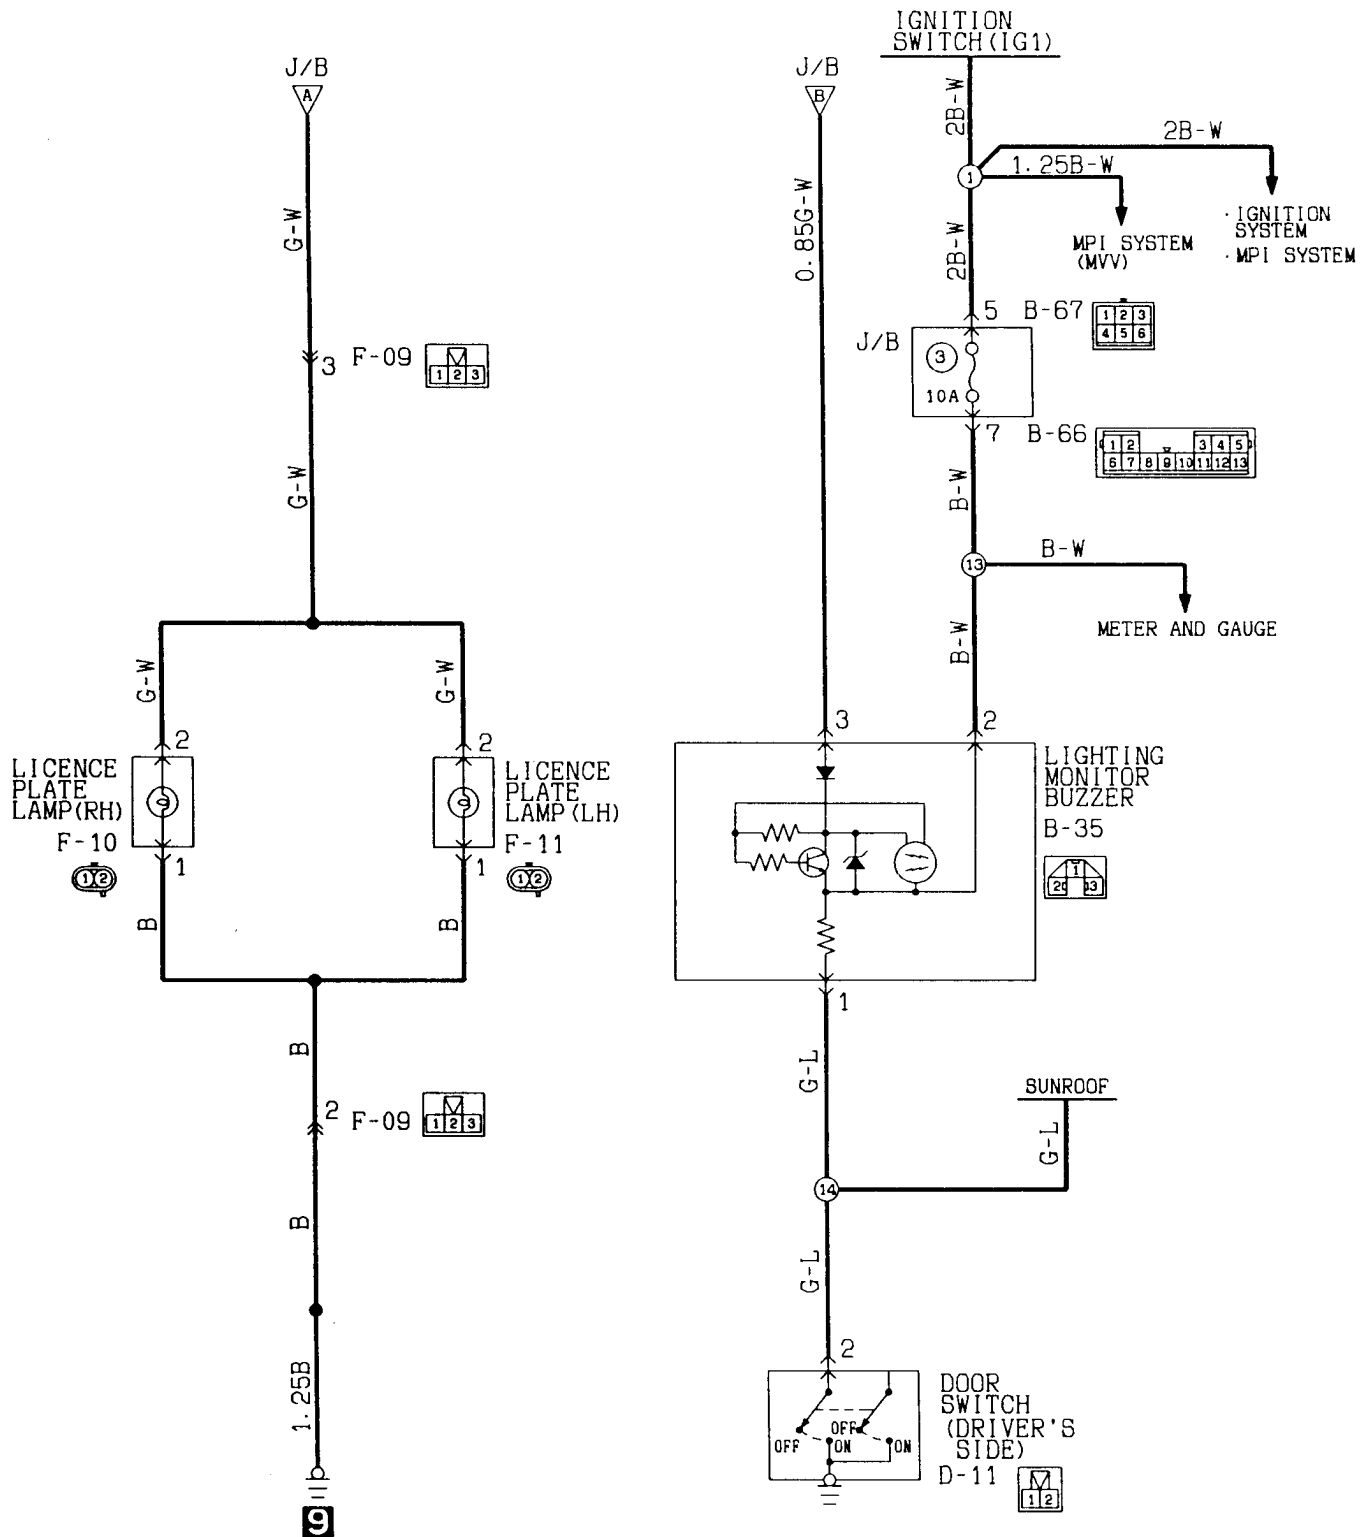 IGNITION
SWITCH(IG1)
J/B
A
J/B
B
2B-W
2B-W
1
1.25B-W
G-W
0.85G-W
2B-W
MPI SYSTEM
(MVV)
·IGNITION
SYSTEM
·MPI SYSTEM
5
B-67
1 2 3
4 5 6
J/B
3
10A
3
F-09
1 2 3
7
B-66
1 2 3 4 5
6 7 8 9 10 11 12 13
G-W
B-W
13
B-W
METER AND GAUGE
G-W
G-W
B-W
2
2
3
2
LICENCE
PLATE
LAMP(RH)
F-10
1 2
1
LICENCE
PLATE
LAMP(LH)
F-11
1 2
1
LIGHTING
MONITOR
BUZZER
B-35
1
2 3
B
B
1
B
G-L
SUNROOF
2
F-09
1 2 3
G-L
14
B
G-L
1.25B
2
DOOR
SWITCH
(DRIVER'S
SIDE)
D-11
1 2
OFF
ON
OFF
ON
9